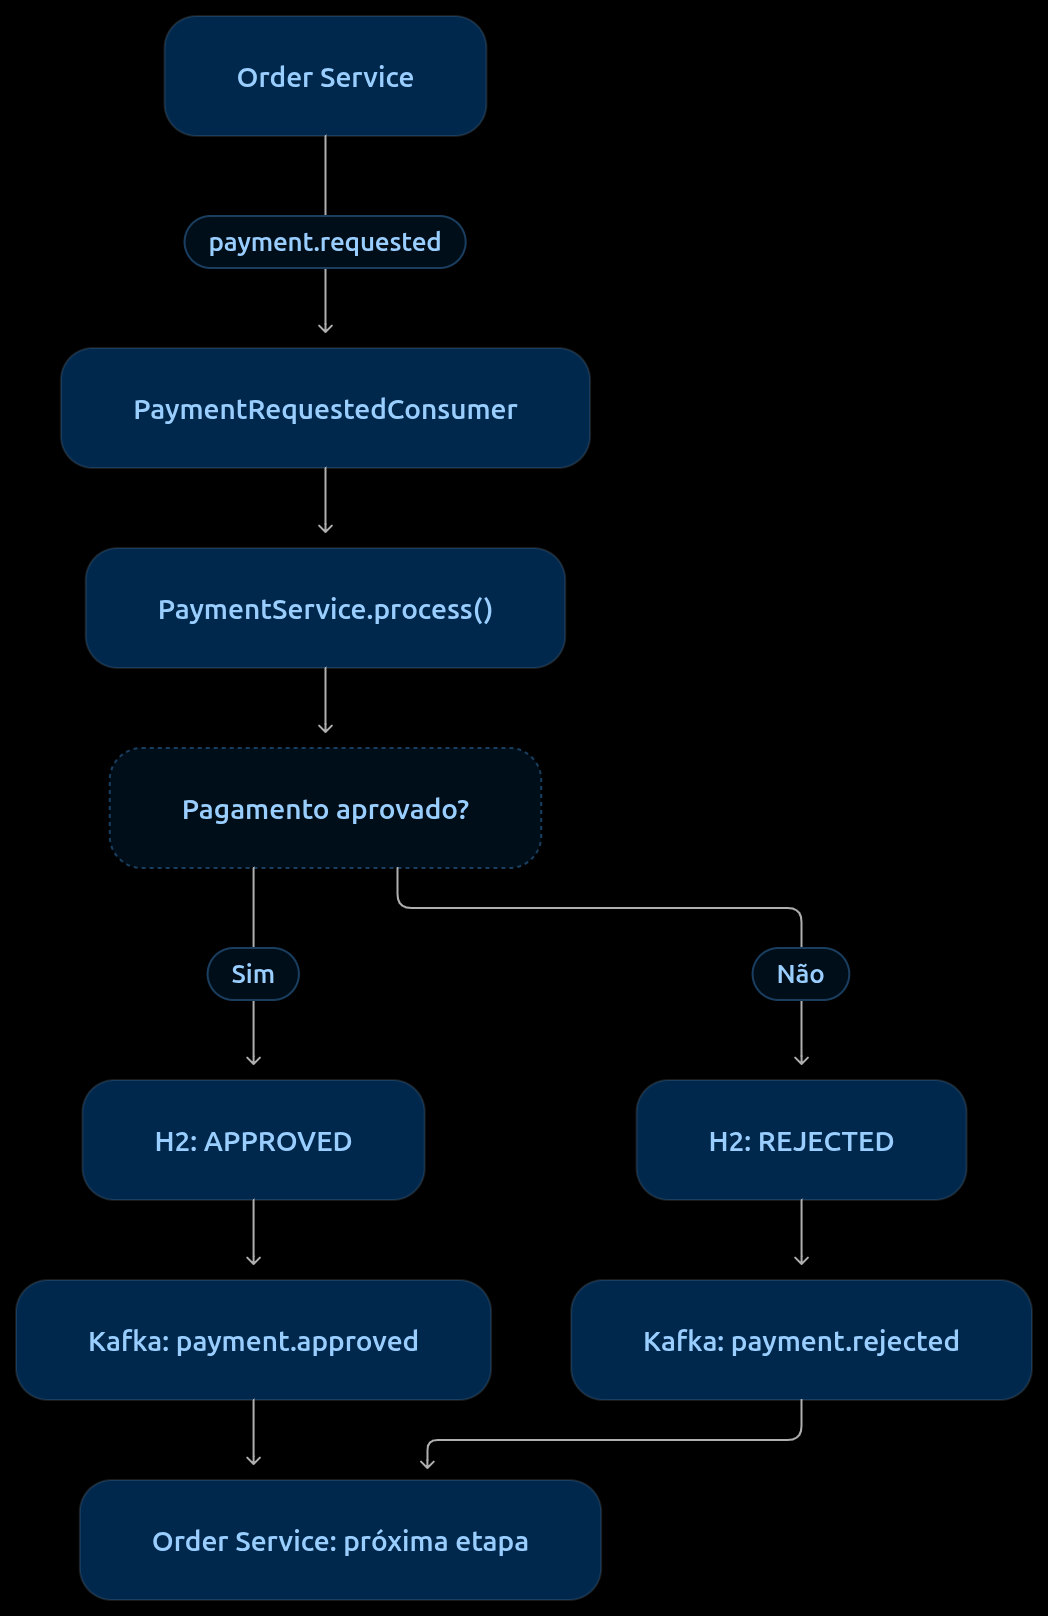 Order Service
payment.requested
PaymentRequestedConsumer
PaymentService.process()
Pagamento aprovado?
Sim
Não
H2: APPROVED
H2: REJECTED
Kafka: payment.approved
Kafka: payment.rejected
Order Service: próxima etapa